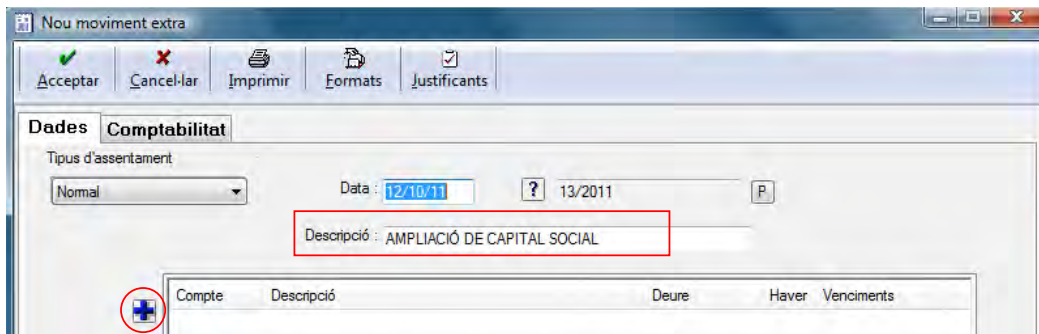 Nou moviment extra
Acceptar Cancel·lar Imprimir Formats Justificants
Dades Comptabilitat
Tipus d'assentament
Normal Data : 12/10/11 ? 13/2011 P
Descripció : AMPLIACIÓ DE CAPITAL SOCIAL
Compte Descripció Deure Haver Venciments